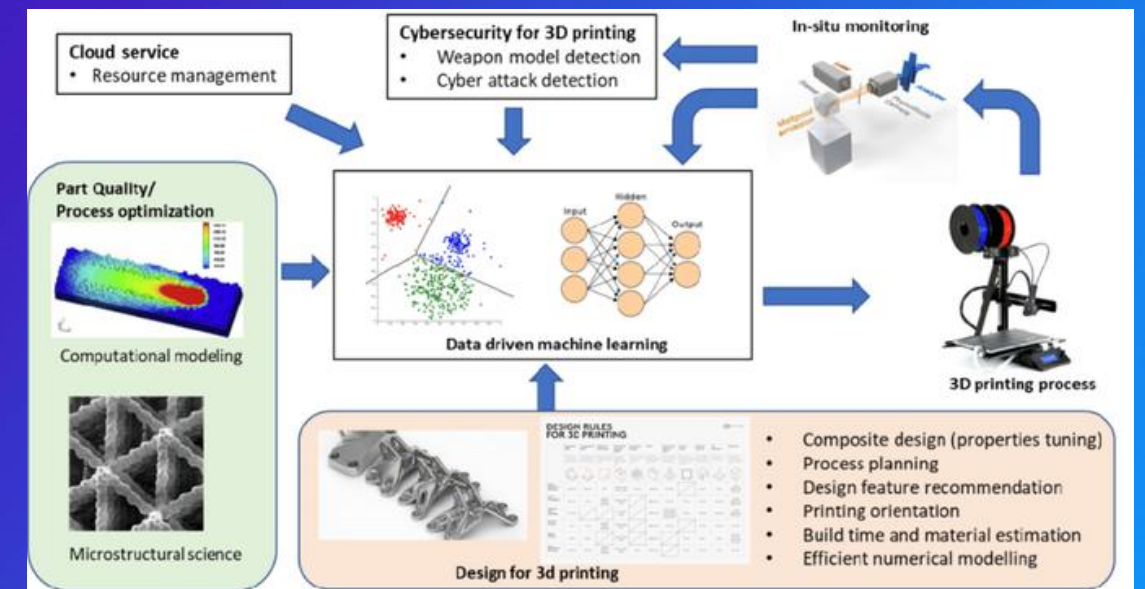 Cloud service
• Resource management
Cybersecurity for 3D printing
• Weapon model detection
• Cyber attack detection
In-situ monitoring
Part Quality/
Process optimization
Computational modeling
Microstructural science
Input
Hidden
Output
Data driven machine learning
3D printing process
DESIGN RULES
FOR 3D PRINTING
Design for 3d printing
• Composite design (properties tuning)
• Process planning
• Design feature recommendation
• Printing orientation
• Build time and material estimation
• Efficient numerical modelling